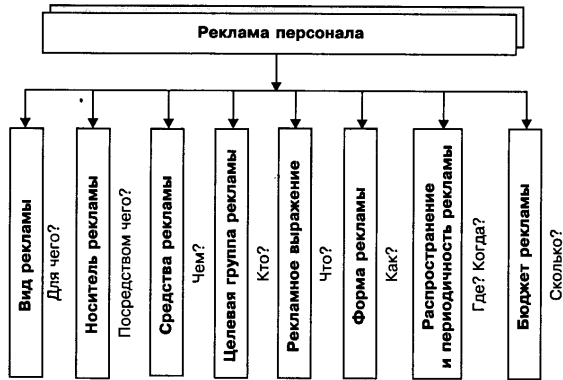 Реклама персонала
Вид рекламы
Для чего?
Носитель рекламы
Посредством чего?
Средства рекламы
Чем?
Целевая группа рекламы
Кто?
Рекламное выражение
Что?
Форма рекламы
Как?
Распространение
и периодичность рекламы
Где? Когда?
Бюджет рекламы
Сколько?